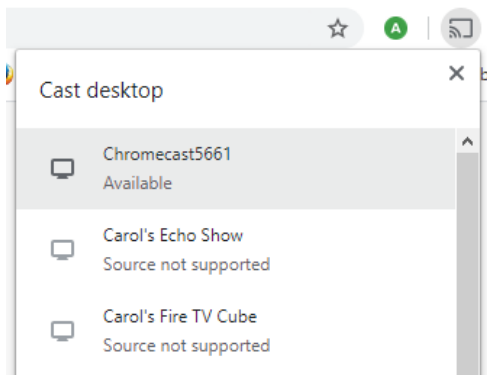 A
Cast desktop
Chromecast5661
Available
Carol's Echo Show
Source not supported
Carol's Fire TV Cube
Source not supported